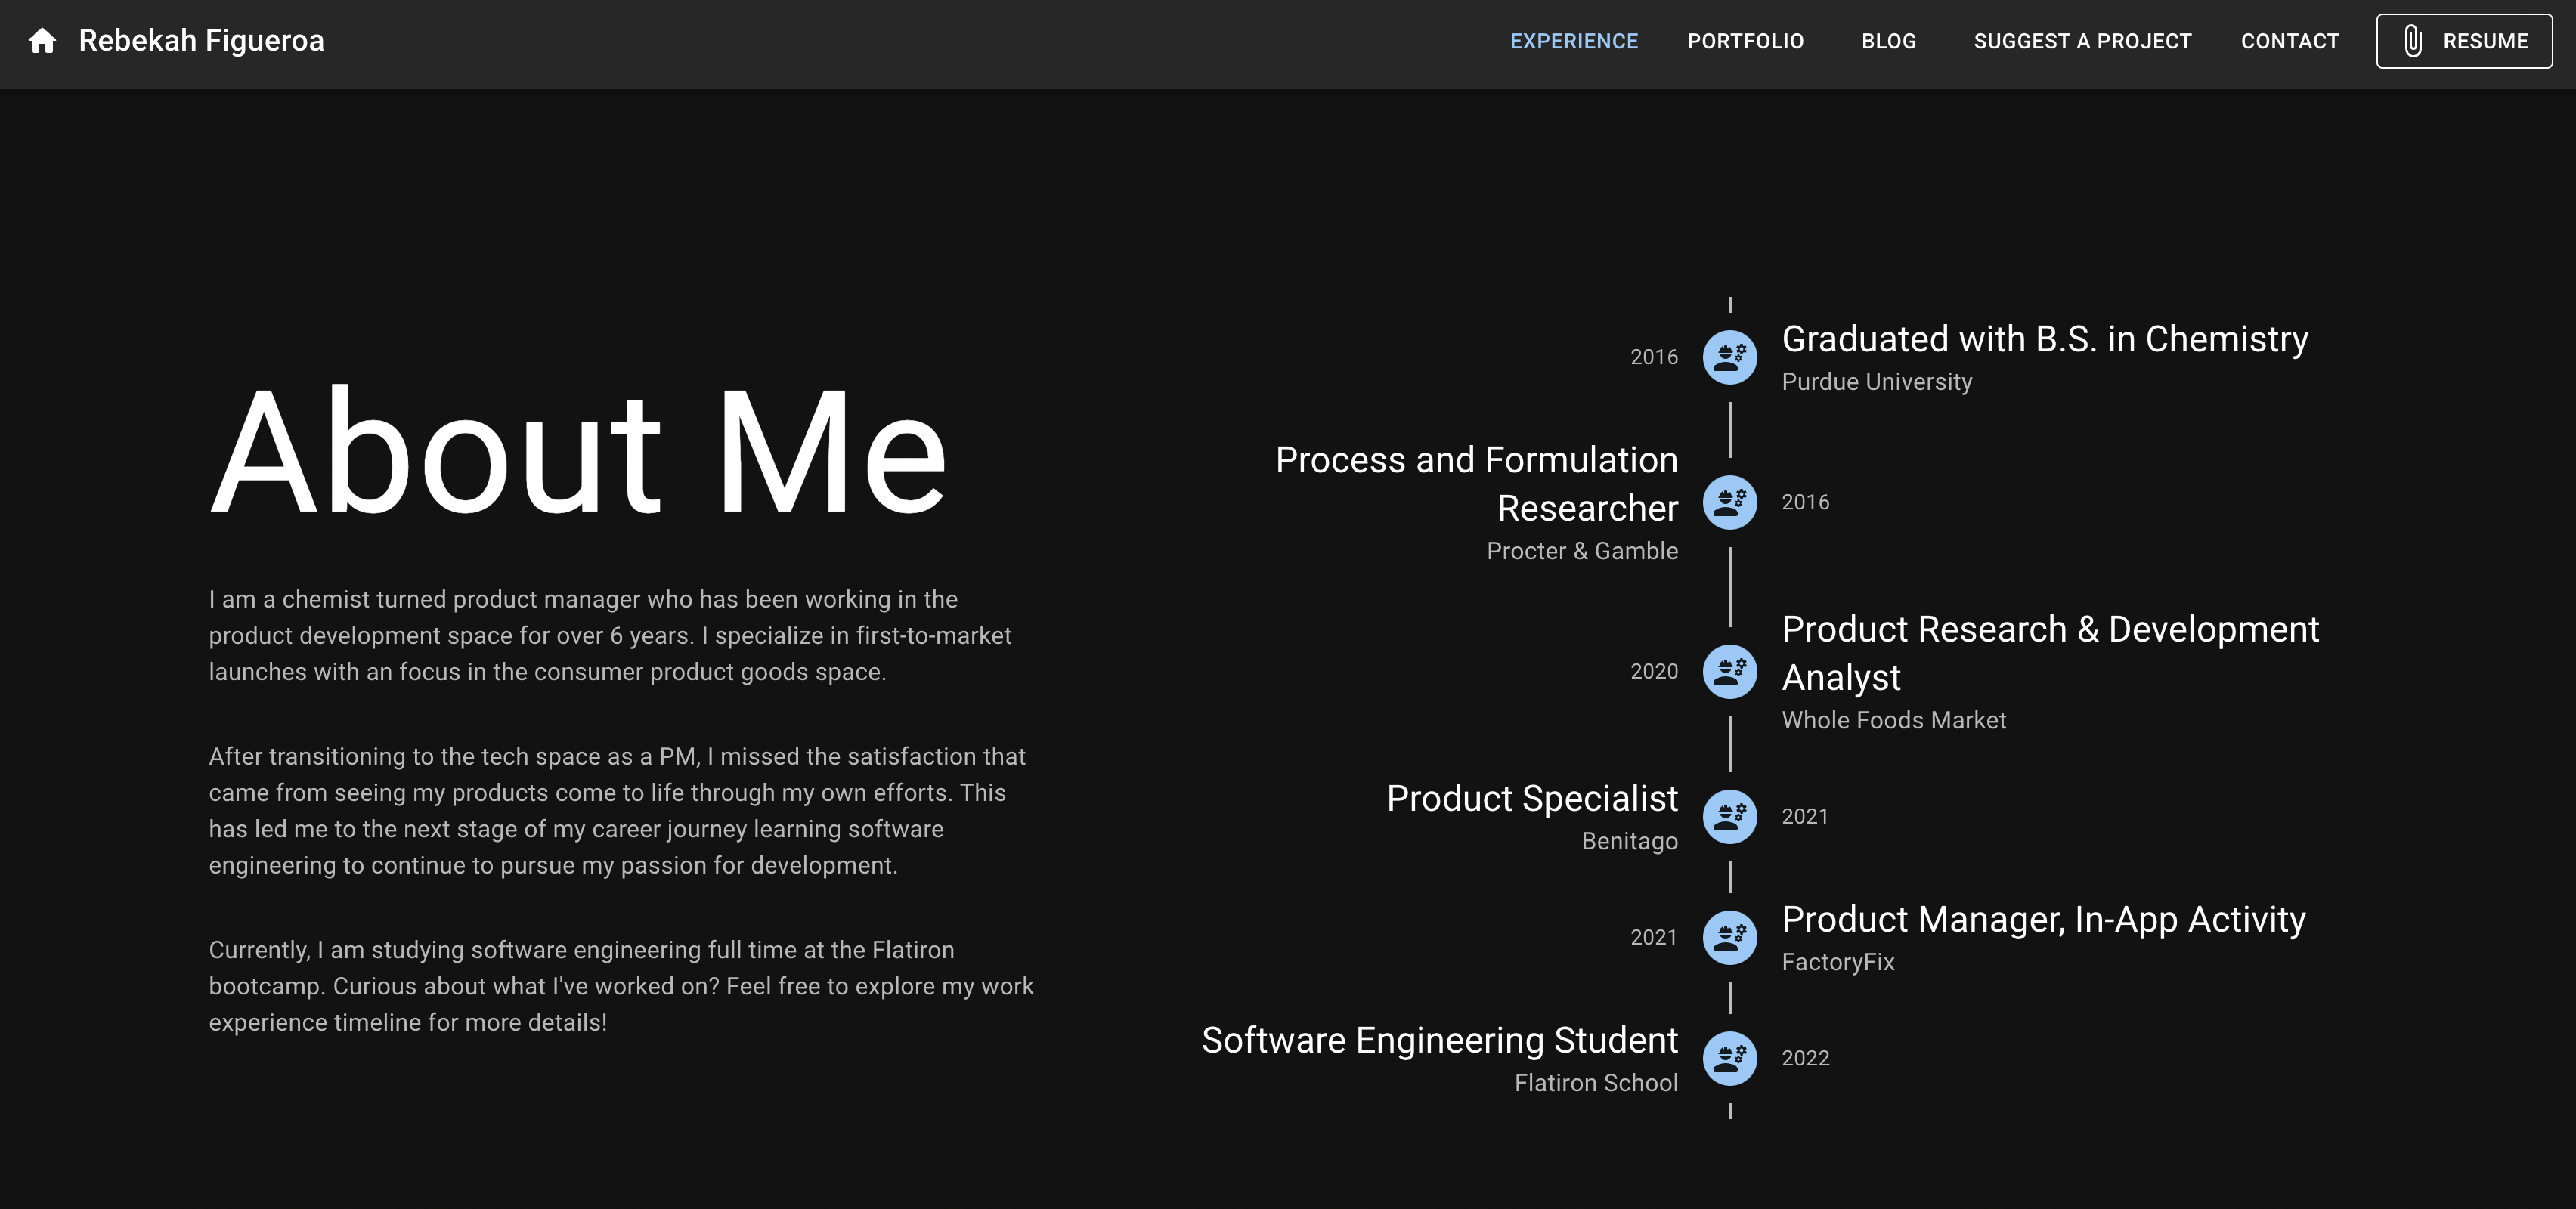 Rebekah Figueroa
EXPERIENCE
PORTFOLIO
BLOG
SUGGEST A PROJECT
CONTACT
RESUME
About Me
I am a chemist turned product manager who has been working in the
product development space for over 6 years. I specialize in first-to-market
launches with an focus in the consumer product goods space.
After transitioning to the tech space as a PM, I missed the satisfaction that
came from seeing my products come to life through my own efforts. This
has led me to the next stage of my career journey learning software
engineering to continue to pursue my passion for development.
Currently, I am studying software engineering full time at the Flatiron
bootcamp. Curious about what I've worked on? Feel free to explore my work
experience timeline for more details!
2016
Graduated with B.S. in Chemistry
Purdue University
Process and Formulation
Researcher
Procter & Gamble
2016
2020
Product Research & Development
Analyst
Whole Foods Market
Product Specialist
Benitago
2021
2021
Product Manager, In-App Activity
FactoryFix
Software Engineering Student
Flatiron School
2022